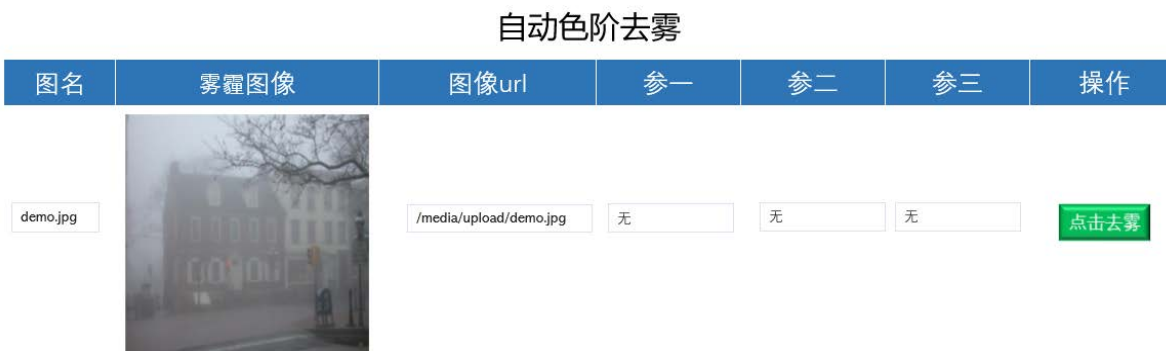 自动色阶去雾
图名 雾霾图像 图像url 参一 参二 参三 操作
demo.jpg /media/upload/demo.jpg 无 无 无 点击去雾